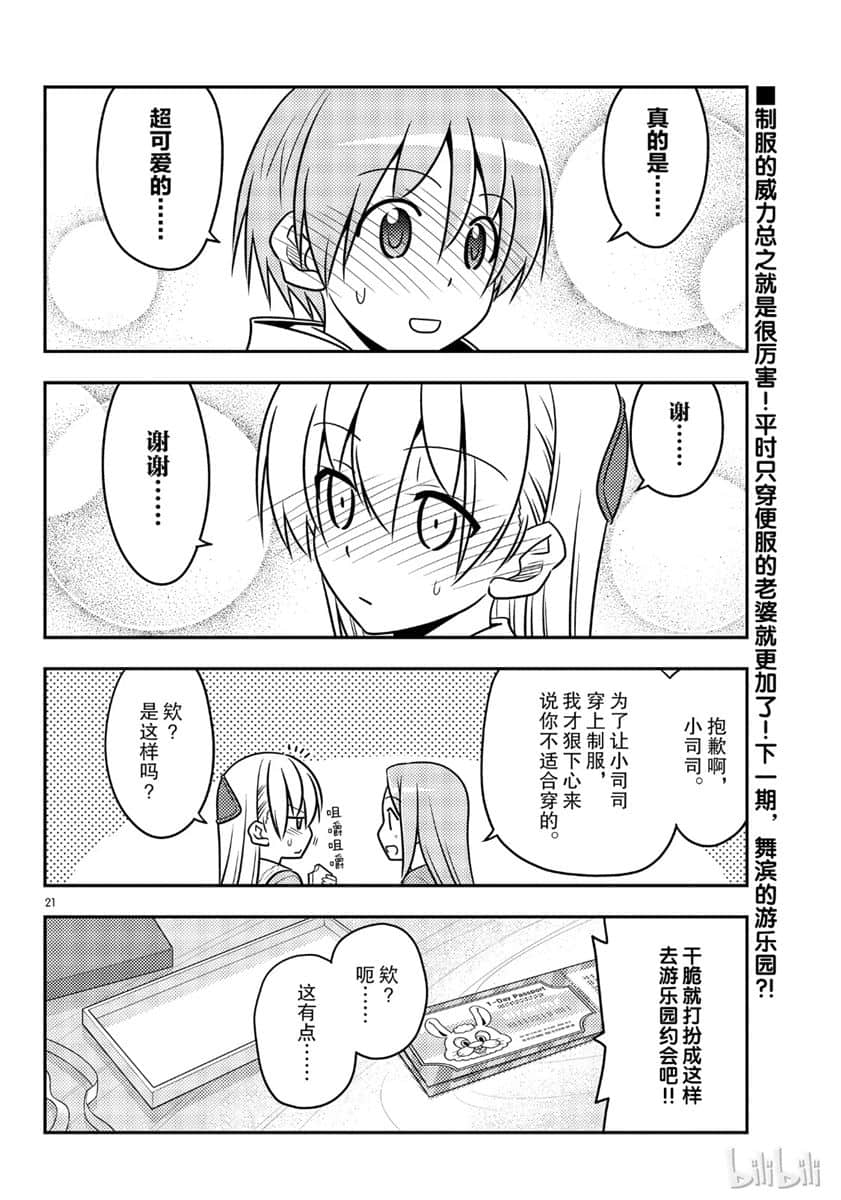 ■制服的威力总之就是很厉害！平时只穿便服的老婆就更加了！下一期，舞滨的游乐园?!
真的是……
超可爱的……
谢…
谢谢……
抱歉啊，
小司司。
为了让小司司
穿上制服，
我才狠下心来
说你不适合穿的。
欸？
是这样吗？
咀嚼咀嚼
21
干脆就打扮成这样
去游乐园约会吧!!
1-Day Passport
欸？
呃……
这有点……
bilibili